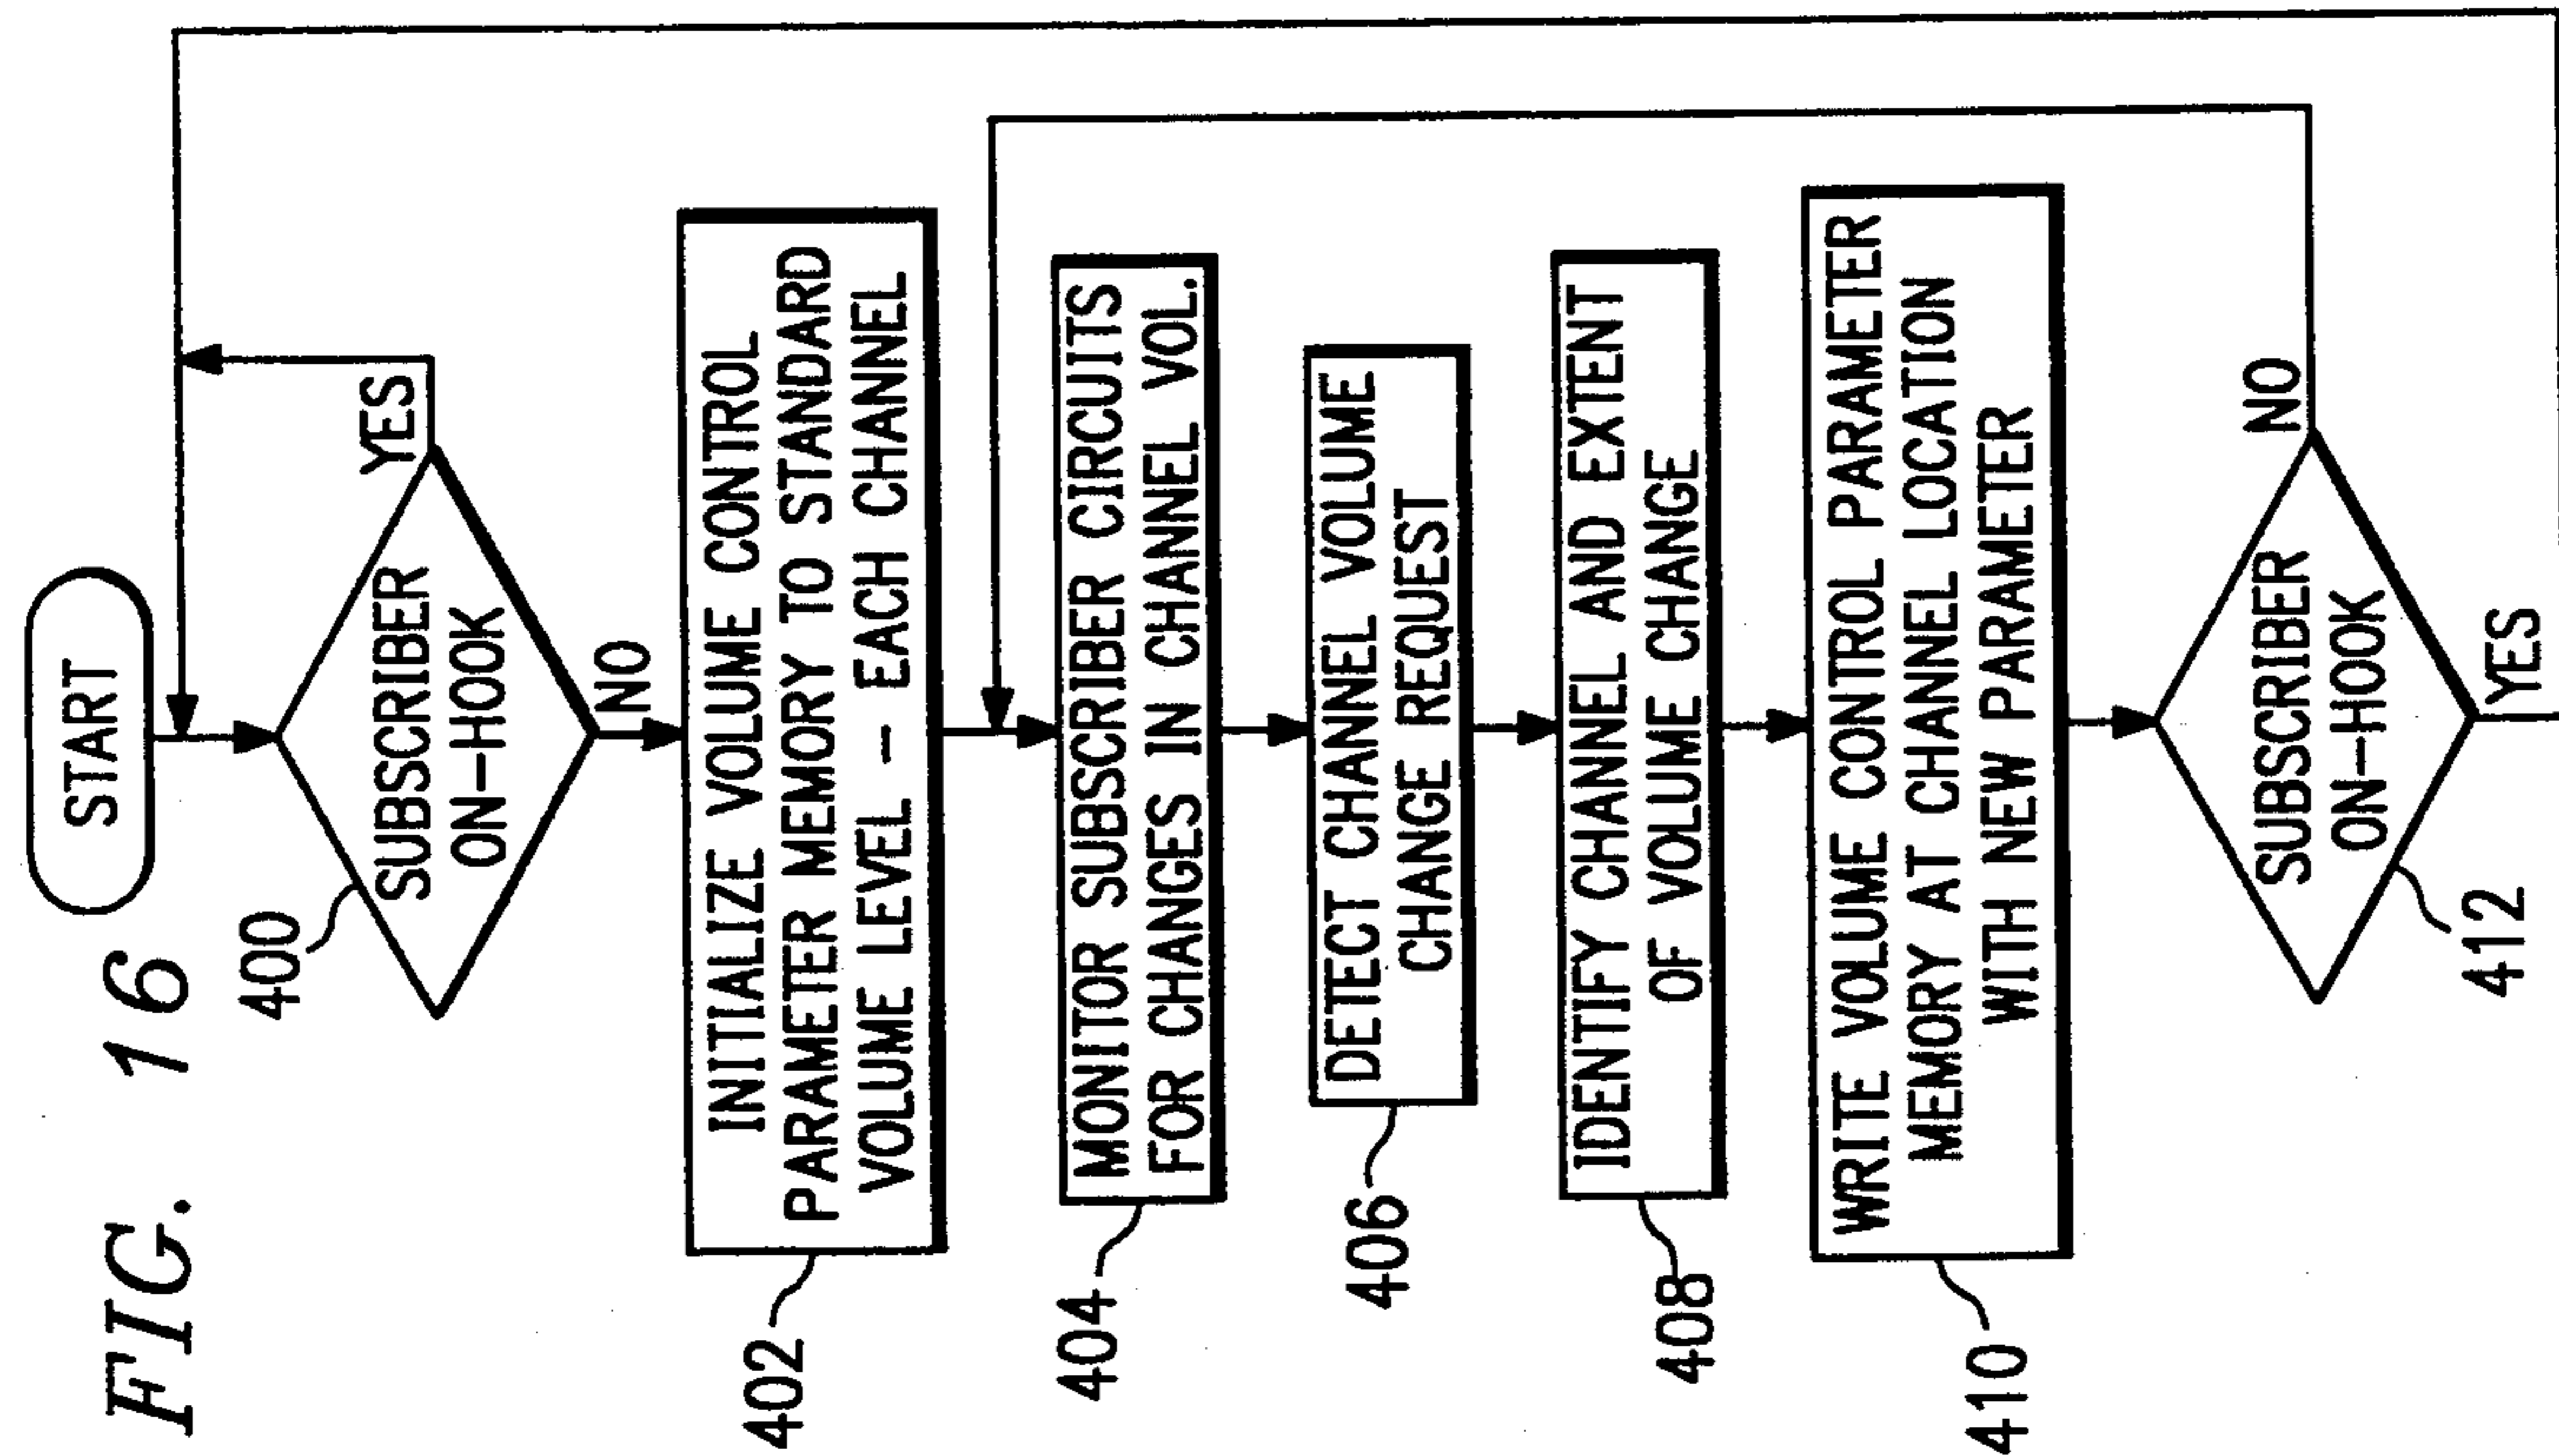 FIG. 16
START
400
SUBSCRIBER
ON-HOOK
YES
NO
402
INITIALIZE VOLUME CONTROL
PARAMETER MEMORY TO STANDARD
VOLUME LEVEL - EACH CHANNEL
404
MONITOR SUBSCRIBER CIRCUITS
FOR CHANGES IN CHANNEL VOL.
406
DETECT CHANNEL VOLUME
CHANGE REQUEST
408
IDENTIFY CHANNEL AND EXTENT
OF VOLUME CHANGE
410
WRITE VOLUME CONTROL PARAMETER
MEMORY AT CHANNEL LOCATION
WITH NEW PARAMETER
412
SUBSCRIBER
ON-HOOK
NO
YES